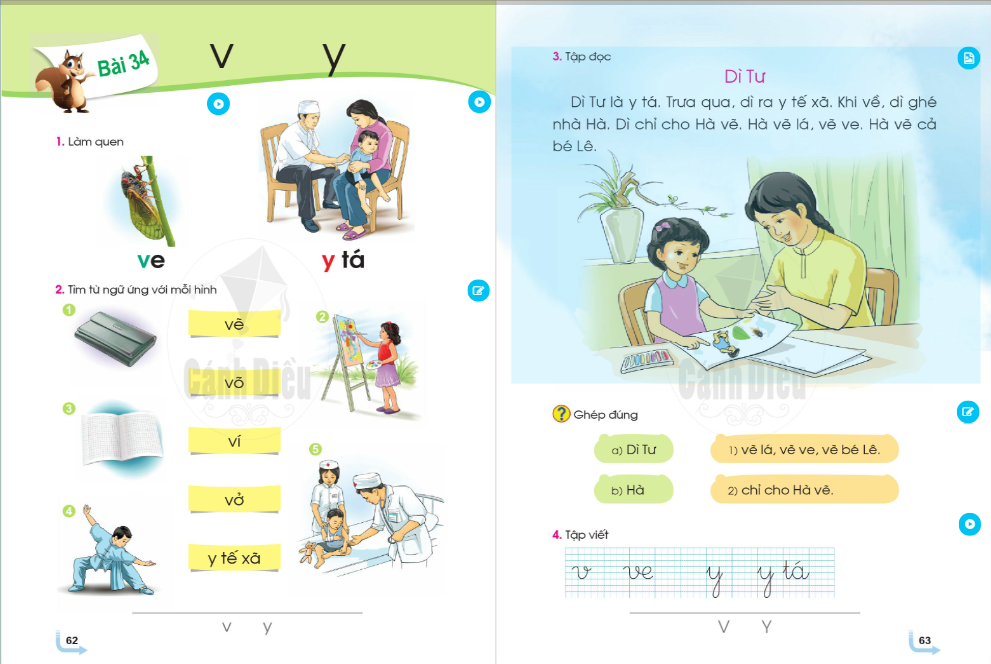 Bài 34
v y
1. Làm quen
ve
y tá
2. Tìm từ ngữ ứng với mỗi hình
1
vẽ
2
võ
3
ví
5
vở
4
y tế xã
v y
62
3. Tập đọc
Dì Tư
Dì Tư là y tá. Trưa qua, dì ra y tế xã. Khi về, dì ghé
nhà Hà. Dì chỉ cho Hà vẽ. Hà vẽ lá, vẽ ve. Hà vẽ cả
bé Lê.
? Ghép đúng
a) Dì Tư
1) vẽ lá, vẽ ve, vẽ bé Lê.
b) Hà
2) chỉ cho Hà vẽ.
4. Tập viết
v ve y y tá
V Y
63
Cánh Diều
Cánh Diều